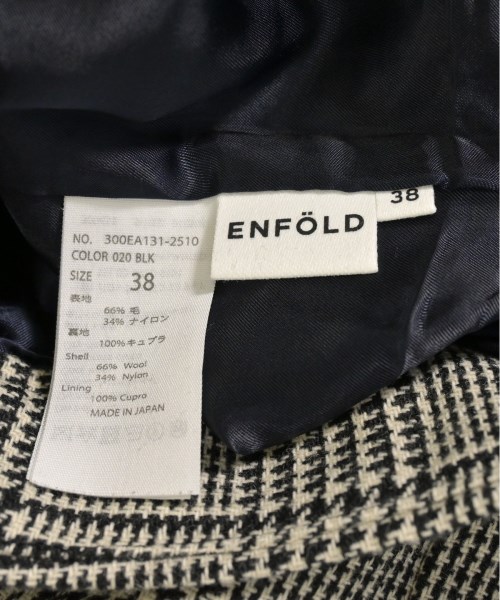 38
ENFÖLD
NO. 300EA131-2510
COLOR 020 BLK
SIZE 38
表地
66% 毛
34% ナイロン
裏地
100% キュプラ
Shell
66% Wool
34% Nylon
Lining
100% Cupro
MADE IN JAPAN